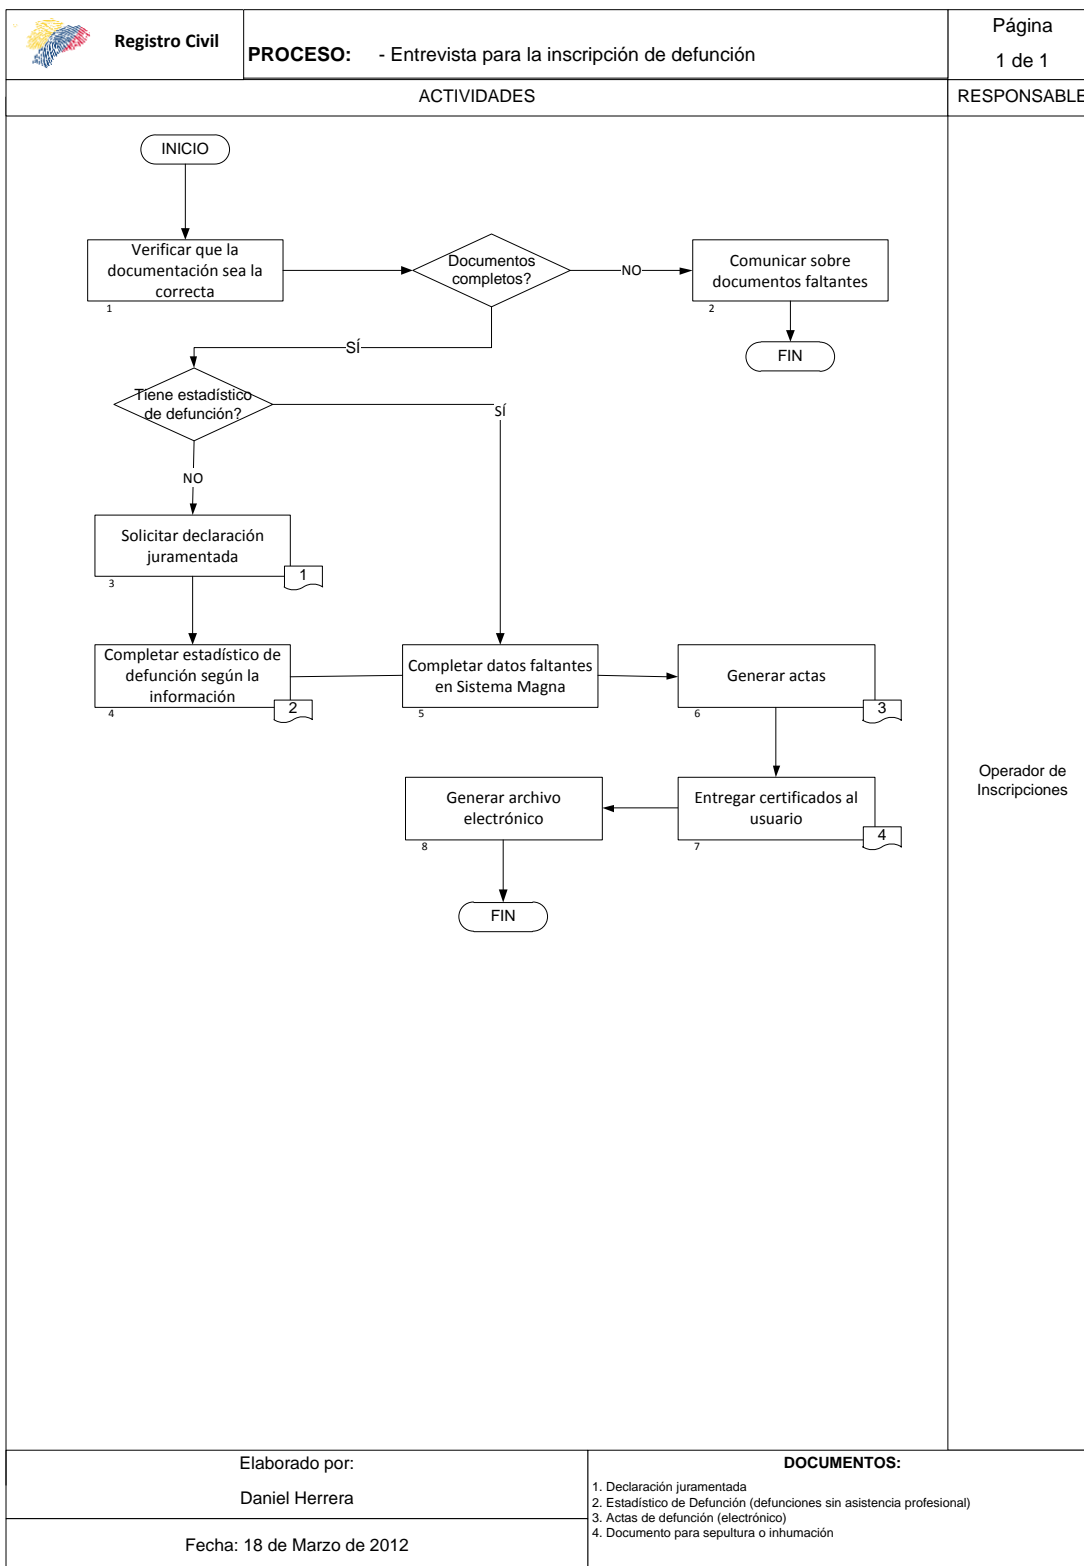 Registro Civil
PROCESO: - Entrevista para la inscripción de defunción
Página
1 de 1
ACTIVIDADES
RESPONSABLE
INICIO
Verificar que la
documentación sea la
correcta
1
Documentos
completos?
NO
Comunicar sobre
documentos faltantes
2
FIN
SÍ
Tiene estadístico
de defunción?
SÍ
NO
Solicitar declaración
juramentada
3
1
Completar estadístico de
defunción según la
información
4
2
Completar datos faltantes
en Sistema Magna
5
Generar actas
6
3
Generar archivo
electrónico
8
Entregar certificados al
usuario
7
4
FIN
Operador de
Inscripciones
Elaborado por:
Daniel Herrera
Fecha: 18 de Marzo de 2012
DOCUMENTOS:
1. Declaración juramentada
2. Estadístico de Defunción (defunciones sin asistencia profesional)
3. Actas de defunción (electrónico)
4. Documento para sepultura o inhumación